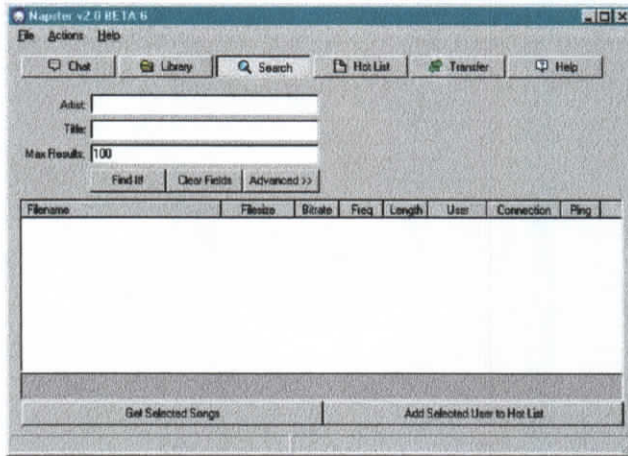 Napster v2.0 BETA 6
File Actions Help
Chat Library Search Hot List Transfer Help
Artist:
Title:
Max Results: 100
Find It! Clear Fields Advanced >>
Filename Filesize Bitrate Freq Length User Connection Ping
Get Selected Songs Add Selected User to Hot List